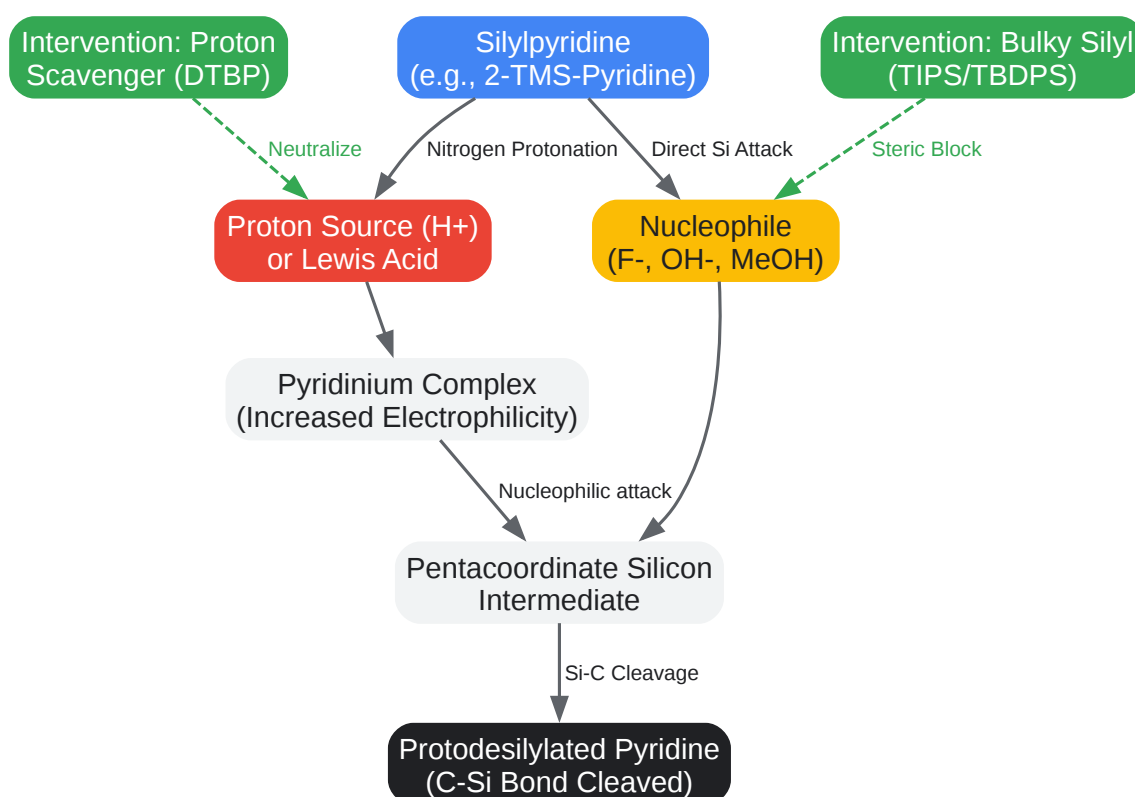 Intervention: Proton
Scavenger (DTBP)
Silylpyridine
(e.g., 2-TMS-Pyridine)
Intervention: Bulky Silyl
(TIPS/TBDPS)
Neutralize
Nitrogen Protonation
Direct Si Attack
Steric Block
Proton Source (H+)
or Lewis Acid
Nucleophile
(F-, OH-, MeOH)
Pyridinium Complex
(Increased Electrophilicity)
Nucleophilic attack
Pentacoordinate Silicon
Intermediate
Si-C Cleavage
Protodesilylated Pyridine
(C-Si Bond Cleaved)